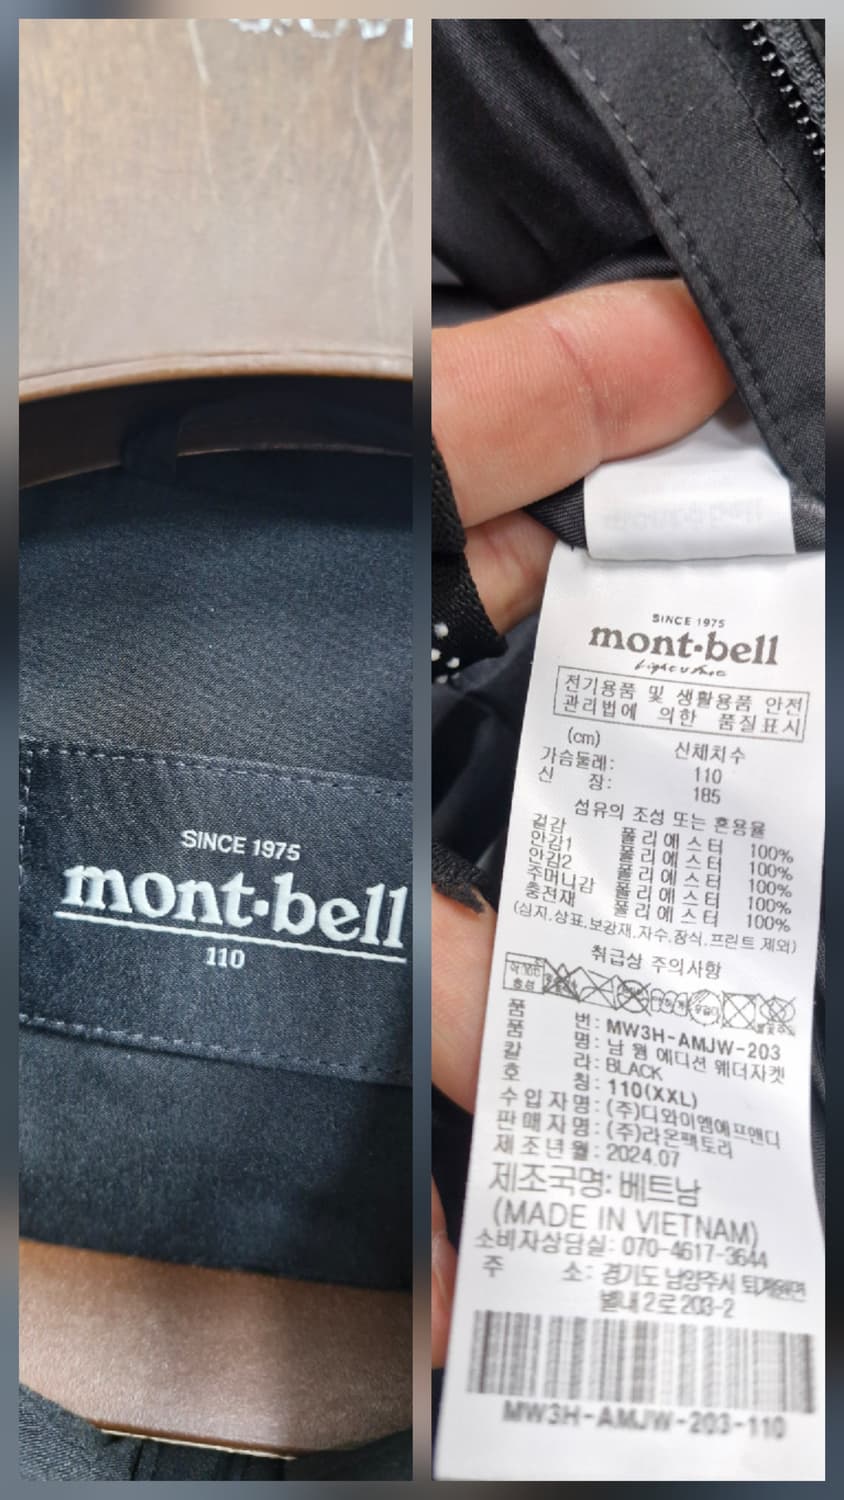 SINCE 1975
mont·bell
110
SINCE 1975
mont·bell
전기용품 및 생활용품 안전
관리법에 의한 품질표시
(cm) 신체치수
가슴둘레: 110
신 장: 185
섬유의 조성 또는 혼용율
겉감 폴리에스터 100%
안감1 폴리에스터 100%
안감2 폴리에스터 100%
주머니감 폴리에스터 100%
충전재 폴리에스터 100%
(심지.상표.보강재.자수.장식.프린트 제외)
취급상 주의사항
품 번: MW3H-AMJW-203
품 명: 남 웜 에디션 웨더자켓
칼 라: BLACK
호 칭: 110(XXL)
수입자명: (주)디와이엠에프앤디
판매자명: (주)라온팩토리
제조년월: 2024.07
제조국명: 베트남
(MADE IN VIETNAM)
소비자상담실: 070-4617-3644
주 소: 경기도 남양주시
별내2로 203-2
MW3H-AMJW-203-110